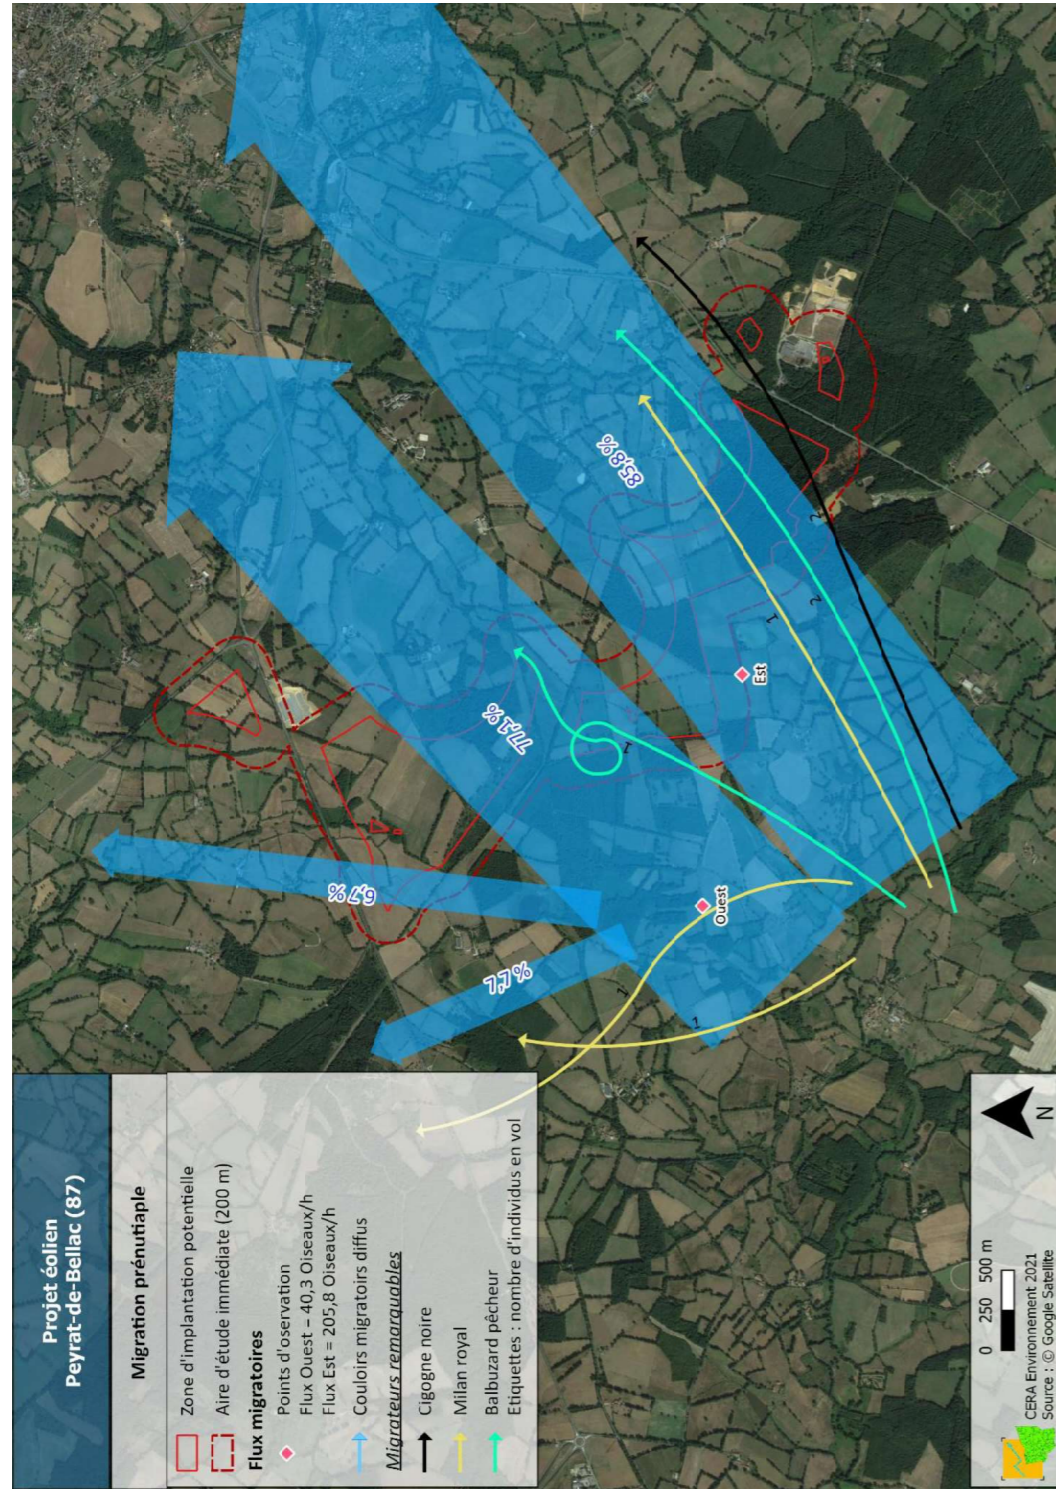 Projet éolien
Peyrat-de-Bellac (87)
Migration prénutiaple
Zone d'implantation potentielle
Aire d'étude immédiate (200 m)
Flux migratoires
Points d'oservation
Flux Ouest – 40,3 Oiseaux/h
Flux Est = 205,8 Oiseaux/h
Couloirs migratoirs diffus
Migrateurs remarquables
Cigogne noire
Milan royal
Balbuzard pêcheur
Etiquettes : nombre d'individus en vol
7,7 %
6,7 %
77,1 %
85,8 %
Ouest
Est
1
1
1
1
2
2
0 250 500 m
N
CERA Environnement 2021
Source : © Google Satellite